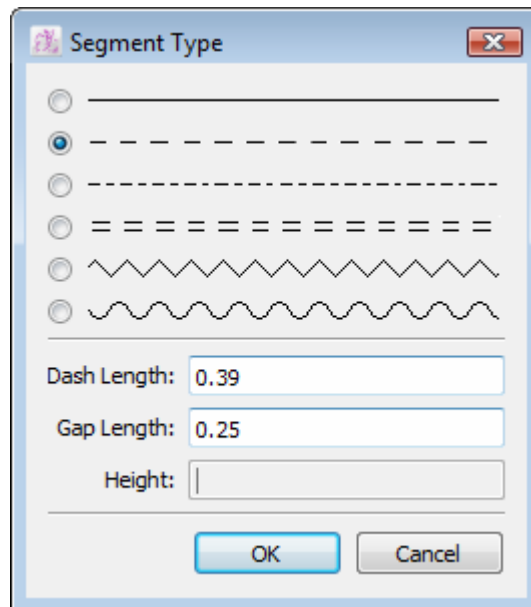 Segment Type
Dash Length: 0.39
Gap Length: 0.25
Height:
OK Cancel